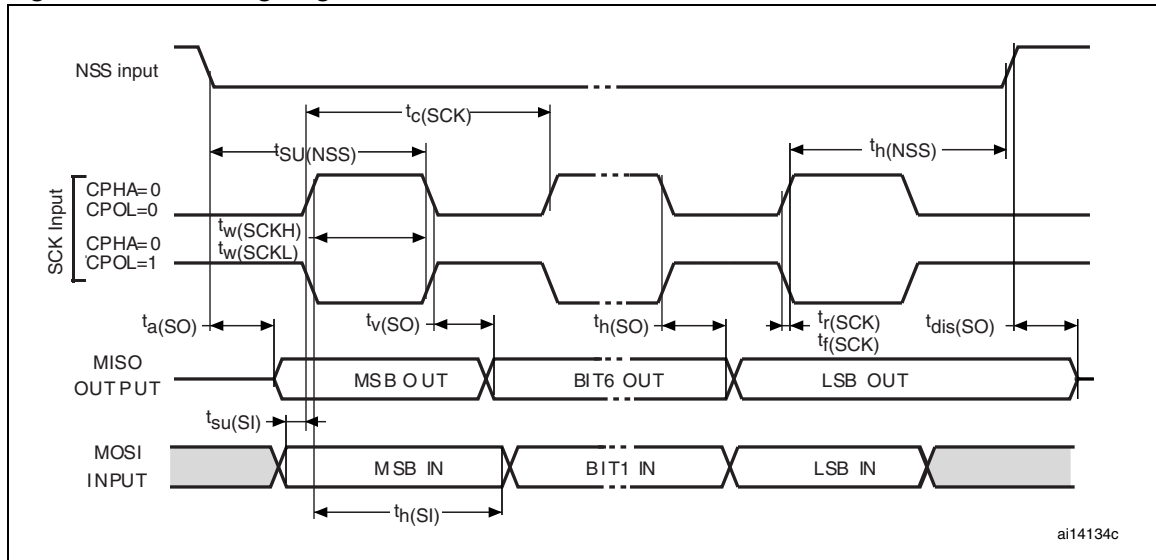 NSS input
tc(SCK)
tSU(NSS)
th(NSS)
SCK Input
CPHA=0
CPOL=0
tw(SCKH)
CPHA=0
tw(SCKL)
CPOL=1
ta(SO)
tv(SO)
th(SO)
tr(SCK)
tf(SCK)
tdis(SO)
MISO
OUTPUT
MSB OUT
BIT6 OUT
LSB OUT
tsu(SI)
MOSI
INPUT
MSB IN
BIT1 IN
LSB IN
th(SI)
ai14134c